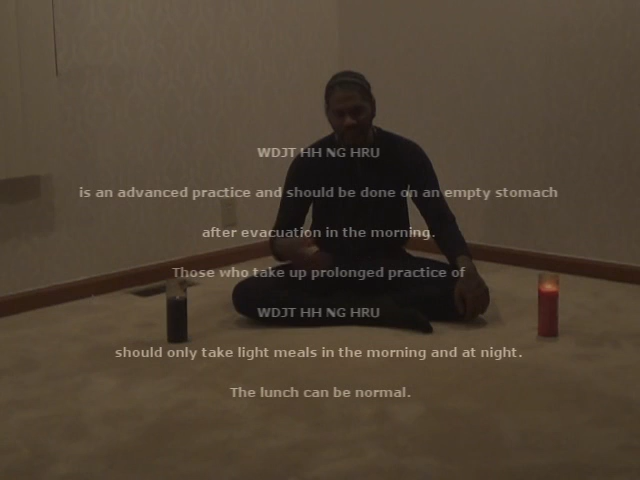 WDJT HH NG HRU
is an advanced practice and should be done on an empty stomach
after evacuation in the morning.
Those who take up prolonged practice of
WDJT HH NG HRU
should only take light meals in the morning and at night.
The lunch can be normal.